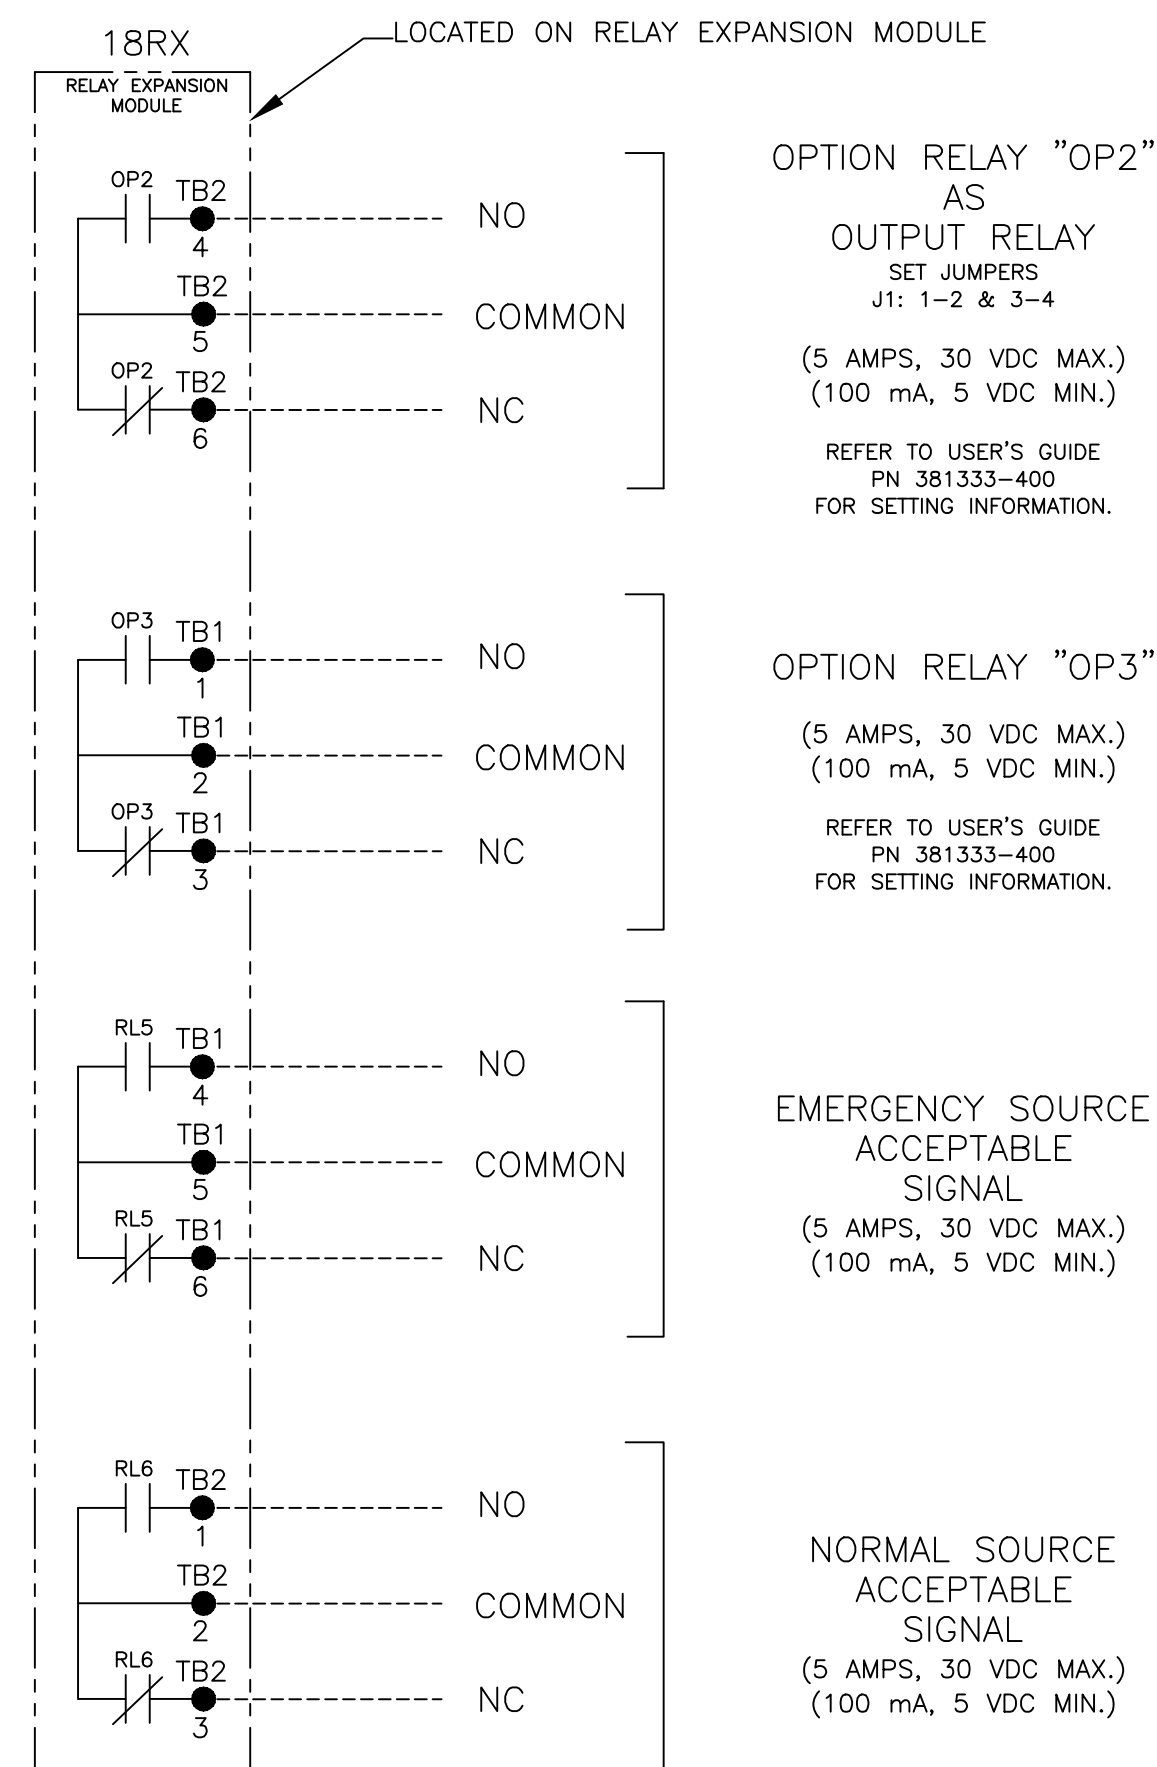 18RX
LOCATED ON RELAY EXPANSION MODULE
RELAY EXPANSION
MODULE
OP2
TB2
4
NO
TB2
5
COMMON
OP2
TB2
6
NC
OPTION RELAY ”OP2”
AS
OUTPUT RELAY
SET JUMPERS
J1: 1-2 & 3-4
(5 AMPS, 30 VDC MAX.)
(100 mA, 5 VDC MIN.)
REFER TO USER'S GUIDE
PN 381333-400
FOR SETTING INFORMATION.
OP3
TB1
1
NO
TB1
2
COMMON
OP3
TB1
3
NC
OPTION RELAY ”OP3”
(5 AMPS, 30 VDC MAX.)
(100 mA, 5 VDC MIN.)
REFER TO USER'S GUIDE
PN 381333-400
FOR SETTING INFORMATION.
RL5
TB1
4
NO
TB1
5
COMMON
RL5
TB1
6
NC
EMERGENCY SOURCE
ACCEPTABLE
SIGNAL
(5 AMPS, 30 VDC MAX.)
(100 mA, 5 VDC MIN.)
RL6
TB2
1
NO
TB2
2
COMMON
RL6
TB2
3
NC
NORMAL SOURCE
ACCEPTABLE
SIGNAL
(5 AMPS, 30 VDC MAX.)
(100 mA, 5 VDC MIN.)